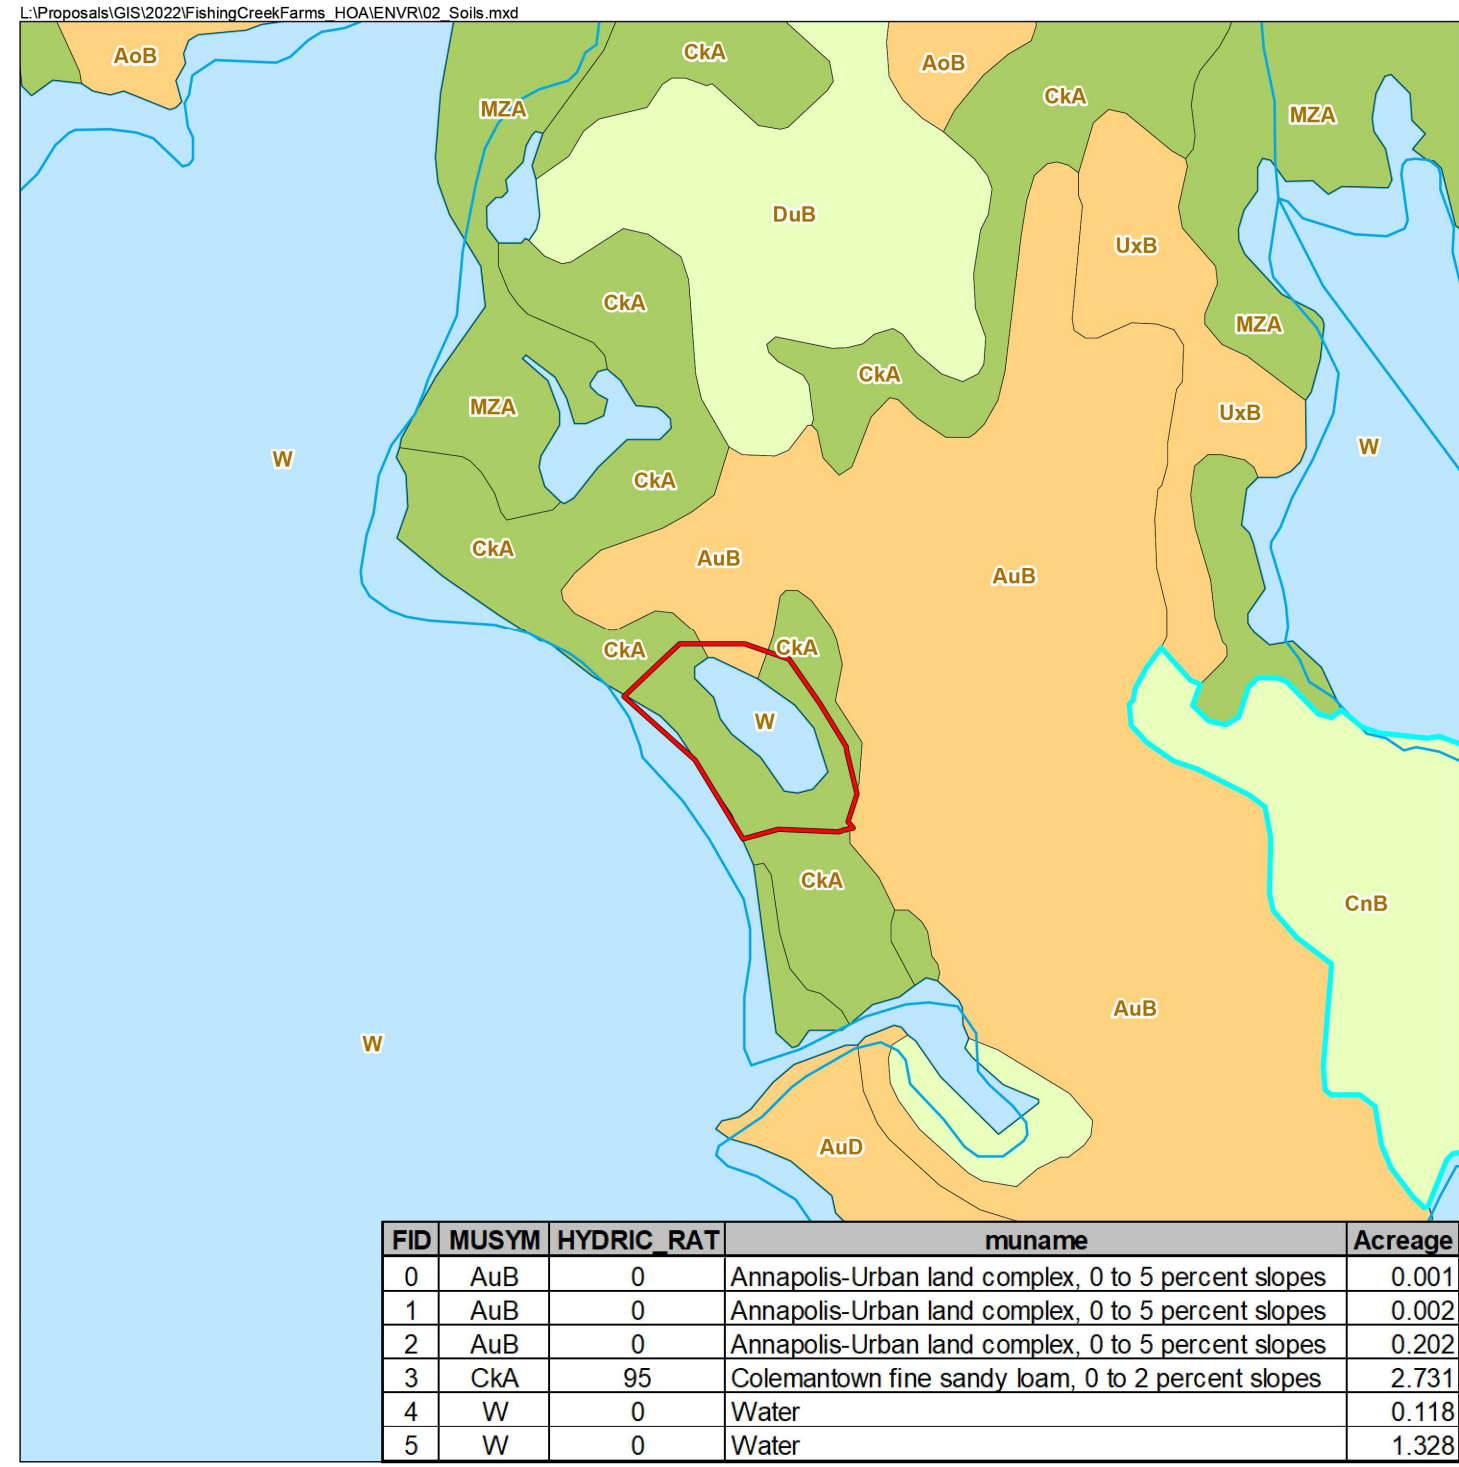 L:\Proposals\GIS\2022\FishingCreekFarms_HOA\ENVR\02_Soils.mxd
AoB
CkA
AoB
CkA
MZA
MZA
DuB
UxB
CkA
MZA
CkA
MZA
UxB
W
W
CkA
CkA
AuB
AuB
CkA
CkA
W
CkA
CnB
AuB
W
AuD
FID MUSYM HYDRIC_RAT muname Acreage
0 AuB 0 Annapolis-Urban land complex, 0 to 5 percent slopes 0.001
1 AuB 0 Annapolis-Urban land complex, 0 to 5 percent slopes 0.002
2 AuB 0 Annapolis-Urban land complex, 0 to 5 percent slopes 0.202
3 CkA 95 Colemantown fine sandy loam, 0 to 2 percent slopes 2.731
4 W 0 Water 0.118
5 W 0 Water 1.328